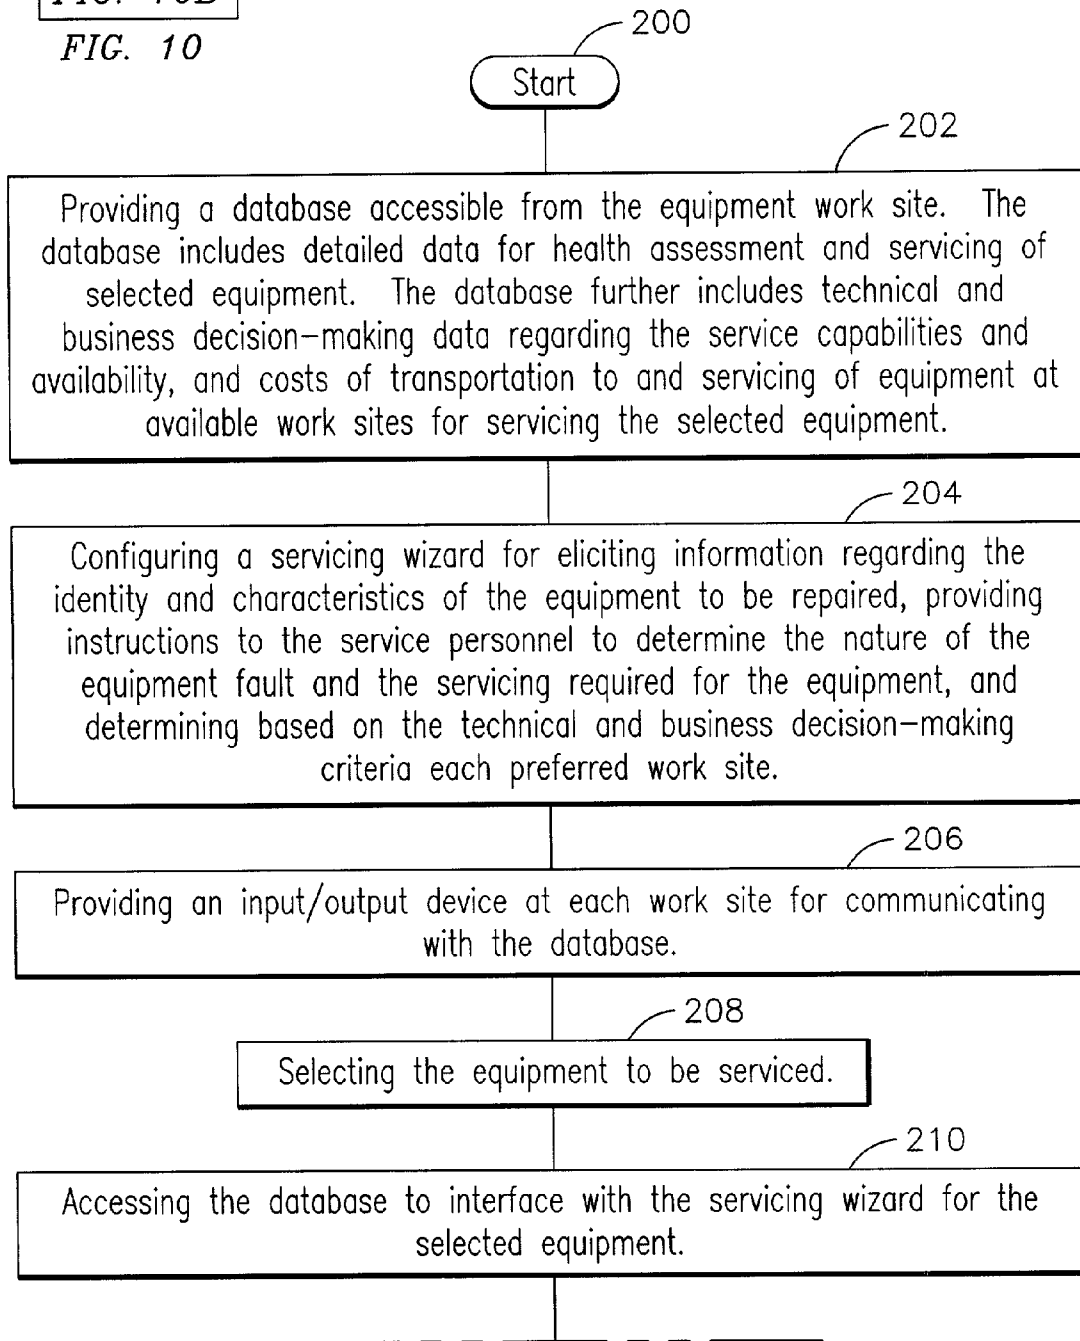 FIG. 10B
FIG. 10
200
Start
202
Providing a database accessible from the equipment work site. The
database includes detailed data for health assessment and servicing of
selected equipment. The database further includes technical and
business decision-making data regarding the service capabilities and
availability, and costs of transportation to and servicing of equipment at
available work sites for servicing the selected equipment.
204
Configuring a servicing wizard for eliciting information regarding the
identity and characteristics of the equipment to be repaired, providing
instructions to the service personnel to determine the nature of the
equipment fault and the servicing required for the equipment, and
determining based on the technical and business decision-making
criteria each preferred work site.
206
Providing an input/output device at each work site for communicating
with the database.
208
Selecting the equipment to be serviced.
210
Accessing the database to interface with the servicing wizard for the
selected equipment.